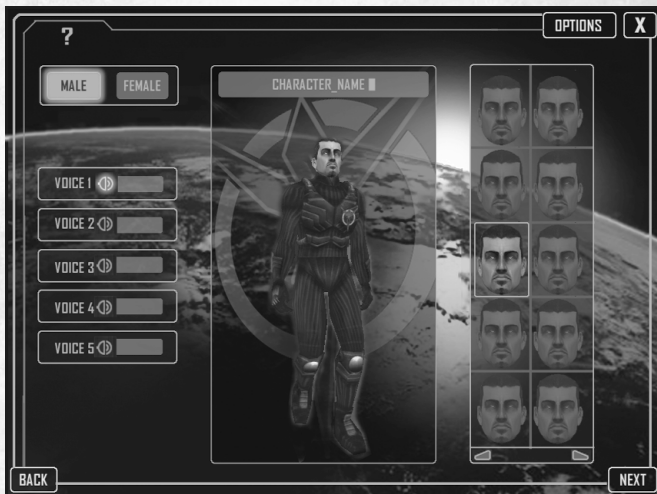 OPTIONS X
?
MALE FEMALE
CHARACTER_NAME
VOICE 1
VOICE 2
VOICE 3
VOICE 4
VOICE 5
BACK
NEXT